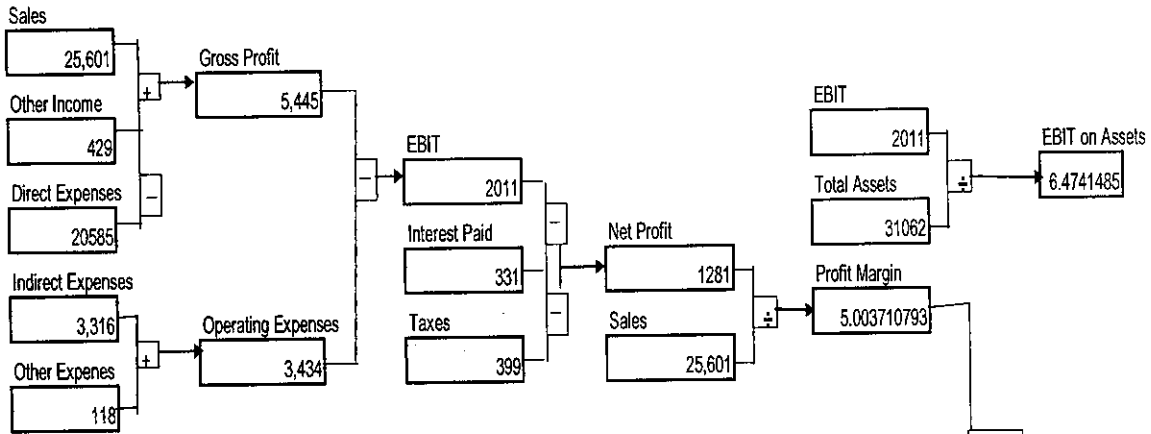 Sales
25,601
+
Other Income
429
−
Direct Expenses
20585
Gross Profit
5,445
Indirect Expenses
3,316
+
Other Expenes
118
Operating Expenses
3,434
−
EBIT
2011
−
Interest Paid
331
−
Taxes
399
Net Profit
1281
÷
Sales
25,601
EBIT
2011
÷
Total Assets
31062
EBIT on Assets
6.4741485
Profit Margin
5.003710793